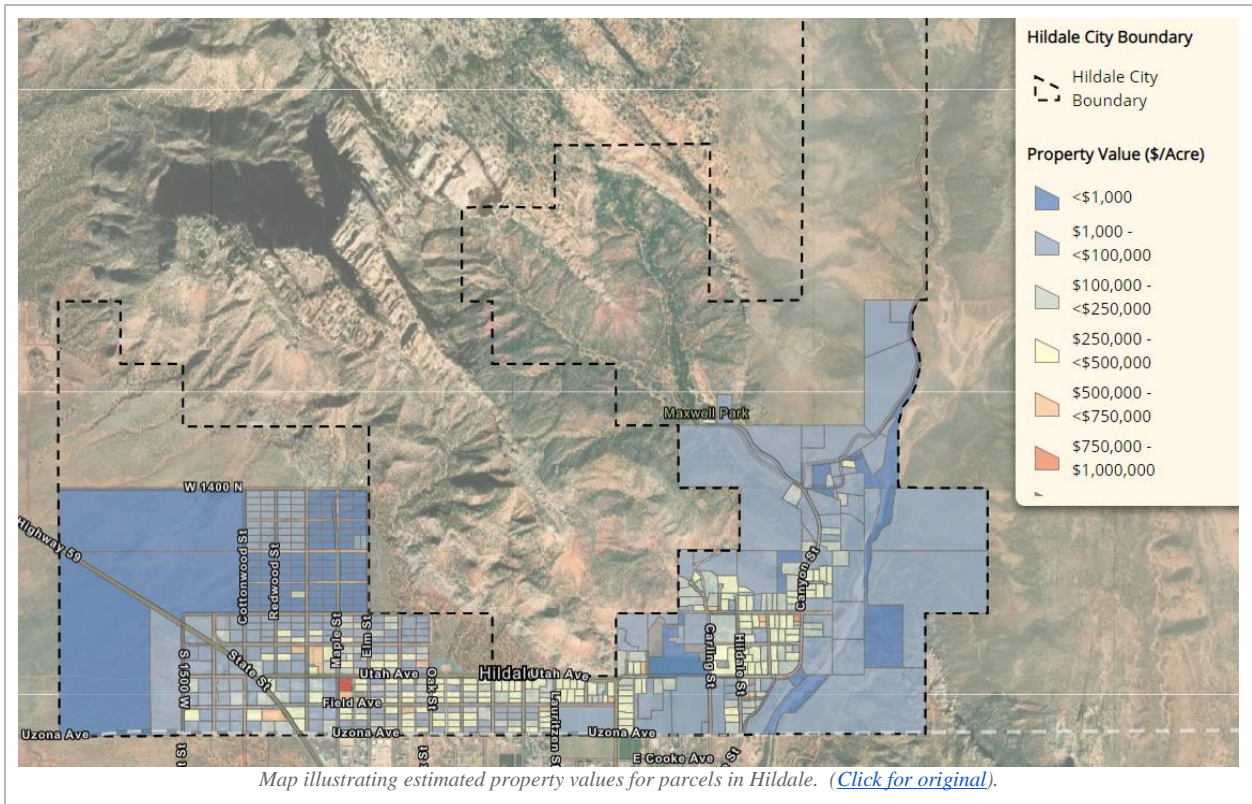 Hildale City Boundary
Hildale City
Boundary
Property Value ($/Acre)
<$1,000
$1,000 -
<$100,000
$100,000 -
<$250,000
$250,000 -
<$500,000
$500,000 -
<$750,000
$750,000 -
$1,000,000
Maxwell Park
W 1400 N
Highway 59
Cottonwood St
Redwood St
Canyon St
Maple St
Elm St
S 1500 W
State St
Carling St
Hildale St
Utah Ave
Hildale
Utah Ave
Oak St
Field Ave
Lauritzen St
Uzona Ave
Uzona Ave
Uzona Ave
E Cooke Ave
St
Map illustrating estimated property values for parcels in Hildale.  (Click for original).